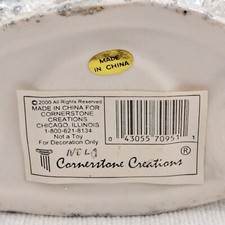 MADE
IN CHINA
© 2000 All Rights Reserved
MADE IN CHINA FOR
CORNERSTONE
CREATIONS
CHICAGO, ILLINOIS
1-800-621-8134
Not a Toy
For Decoration Only
0 43055 70951 1
Cornerstone Creations ®